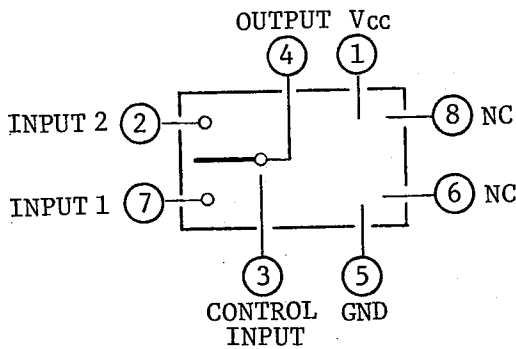 OUTPUT Vcc
4 1
INPUT 2 2
8 NC
INPUT 1 7
6 NC
3 5
CONTROL GND
INPUT